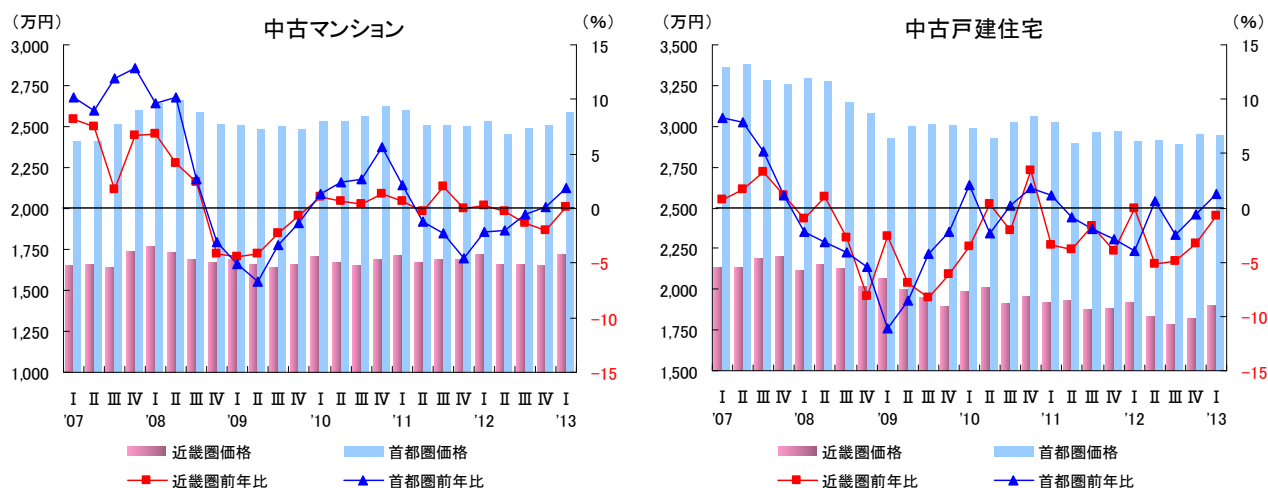 （万円）
中古マンション
（%）
3,000
2,750
2,500
2,250
2,000
1,750
1,500
1,250
1,000
15
10
5
0
−5
−10
−15
Ⅰ Ⅱ Ⅲ Ⅳ Ⅰ Ⅱ Ⅲ Ⅳ Ⅰ Ⅱ Ⅲ Ⅳ Ⅰ Ⅱ Ⅲ Ⅳ Ⅰ Ⅱ Ⅲ Ⅳ Ⅰ Ⅱ Ⅲ Ⅳ Ⅰ
'07 '08 '09 '10 '11 '12 '13
近畿圏価格 首都圏価格
近畿圏前年比 首都圏前年比
（万円）
中古戸建住宅
（%）
3,500
3,250
3,000
2,750
2,500
2,250
2,000
1,750
1,500
15
10
5
0
−5
−10
−15
Ⅰ Ⅱ Ⅲ Ⅳ Ⅰ Ⅱ Ⅲ Ⅳ Ⅰ Ⅱ Ⅲ Ⅳ Ⅰ Ⅱ Ⅲ Ⅳ Ⅰ Ⅱ Ⅲ Ⅳ Ⅰ Ⅱ Ⅲ Ⅳ Ⅰ
'07 '08 '09 '10 '11 '12 '13
近畿圏価格 首都圏価格
近畿圏前年比 首都圏前年比